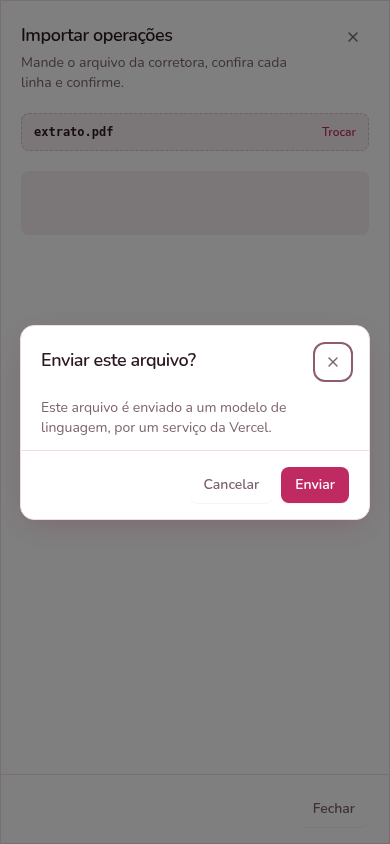 Importar operações
Mande o arquivo da corretora, confira cada
linha e confirme.
extrato.pdf
Trocar
Enviar este arquivo?
Este arquivo é enviado a um modelo de
linguagem, por um serviço da Vercel.
Cancelar
Enviar
Fechar